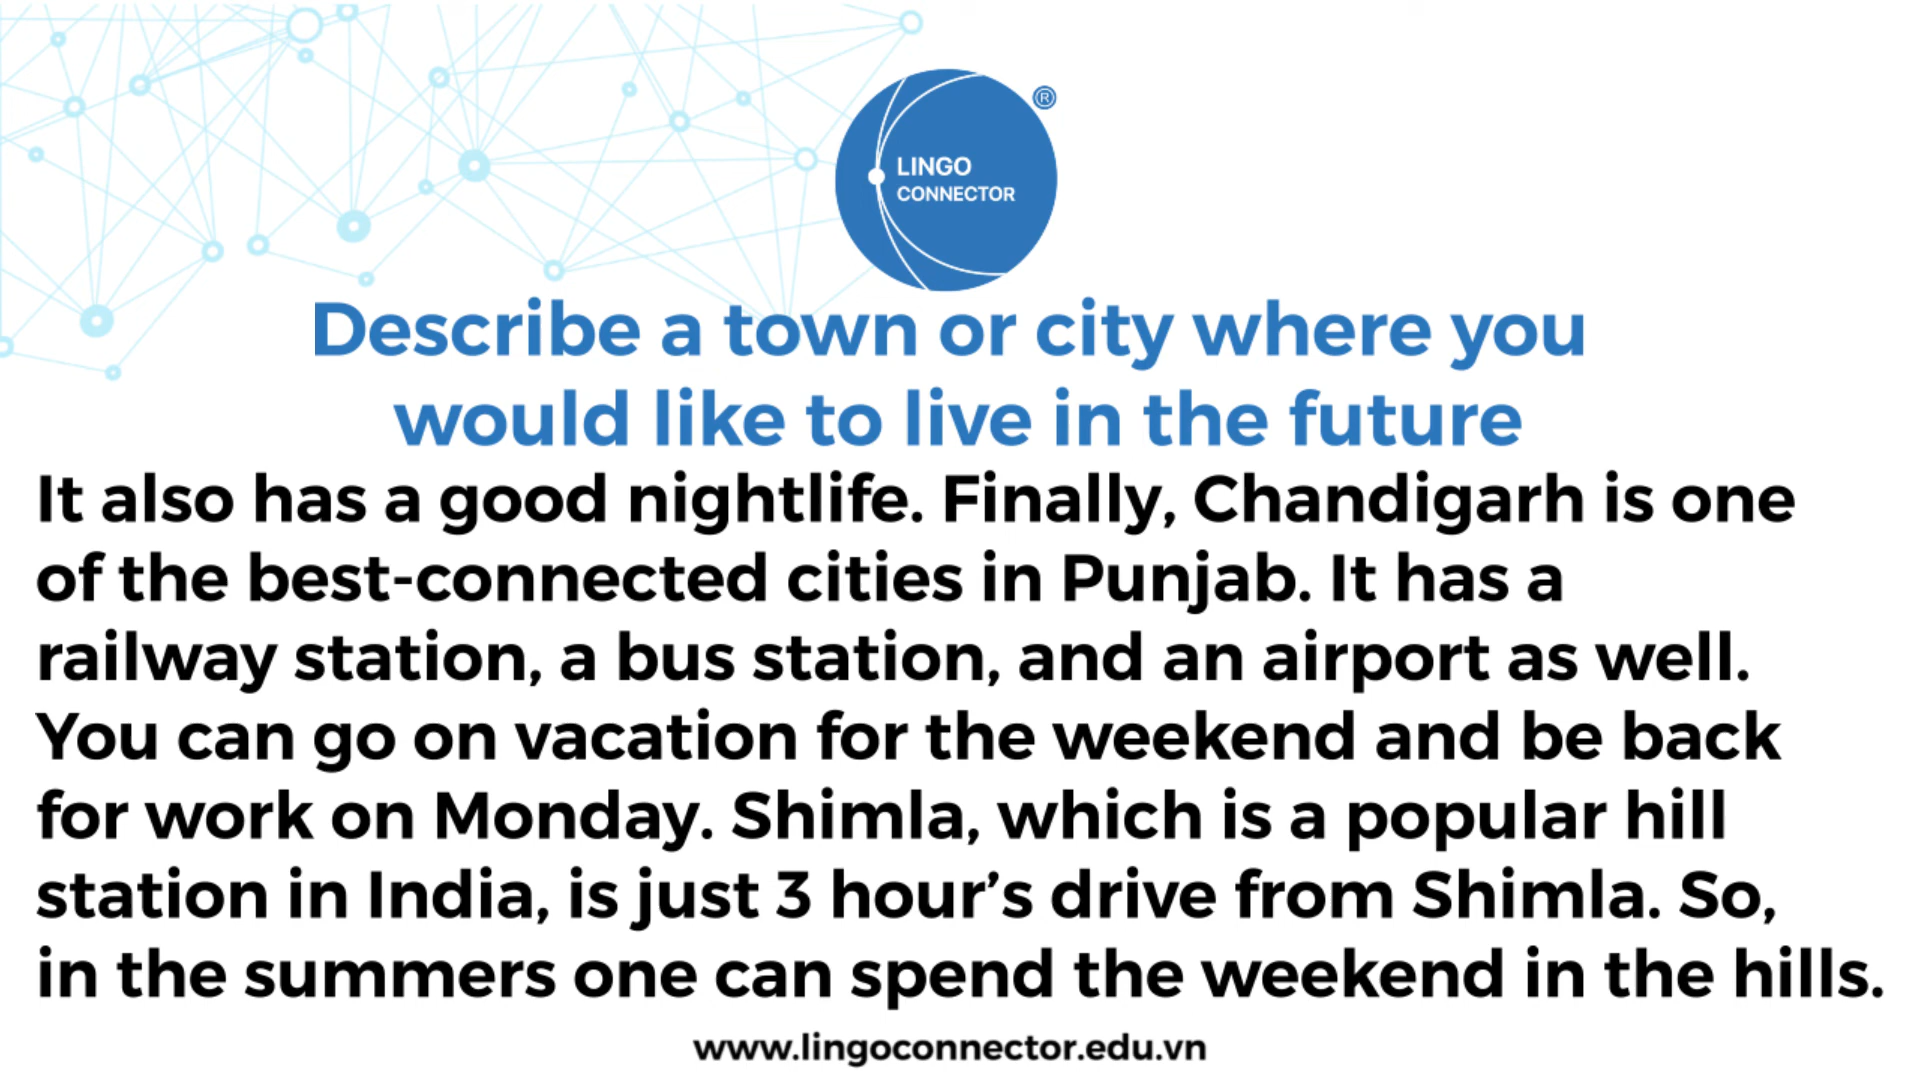 LINGO
CONNECTOR
®
Describe a town or city where you
would like to live in the future
It also has a good nightlife. Finally, Chandigarh is one
of the best-connected cities in Punjab. It has a
railway station, a bus station, and an airport as well.
You can go on vacation for the weekend and be back
for work on Monday. Shimla, which is a popular hill
station in India, is just 3 hour’s drive from Shimla. So,
in the summers one can spend the weekend in the hills.
www.lingoconnector.edu.vn